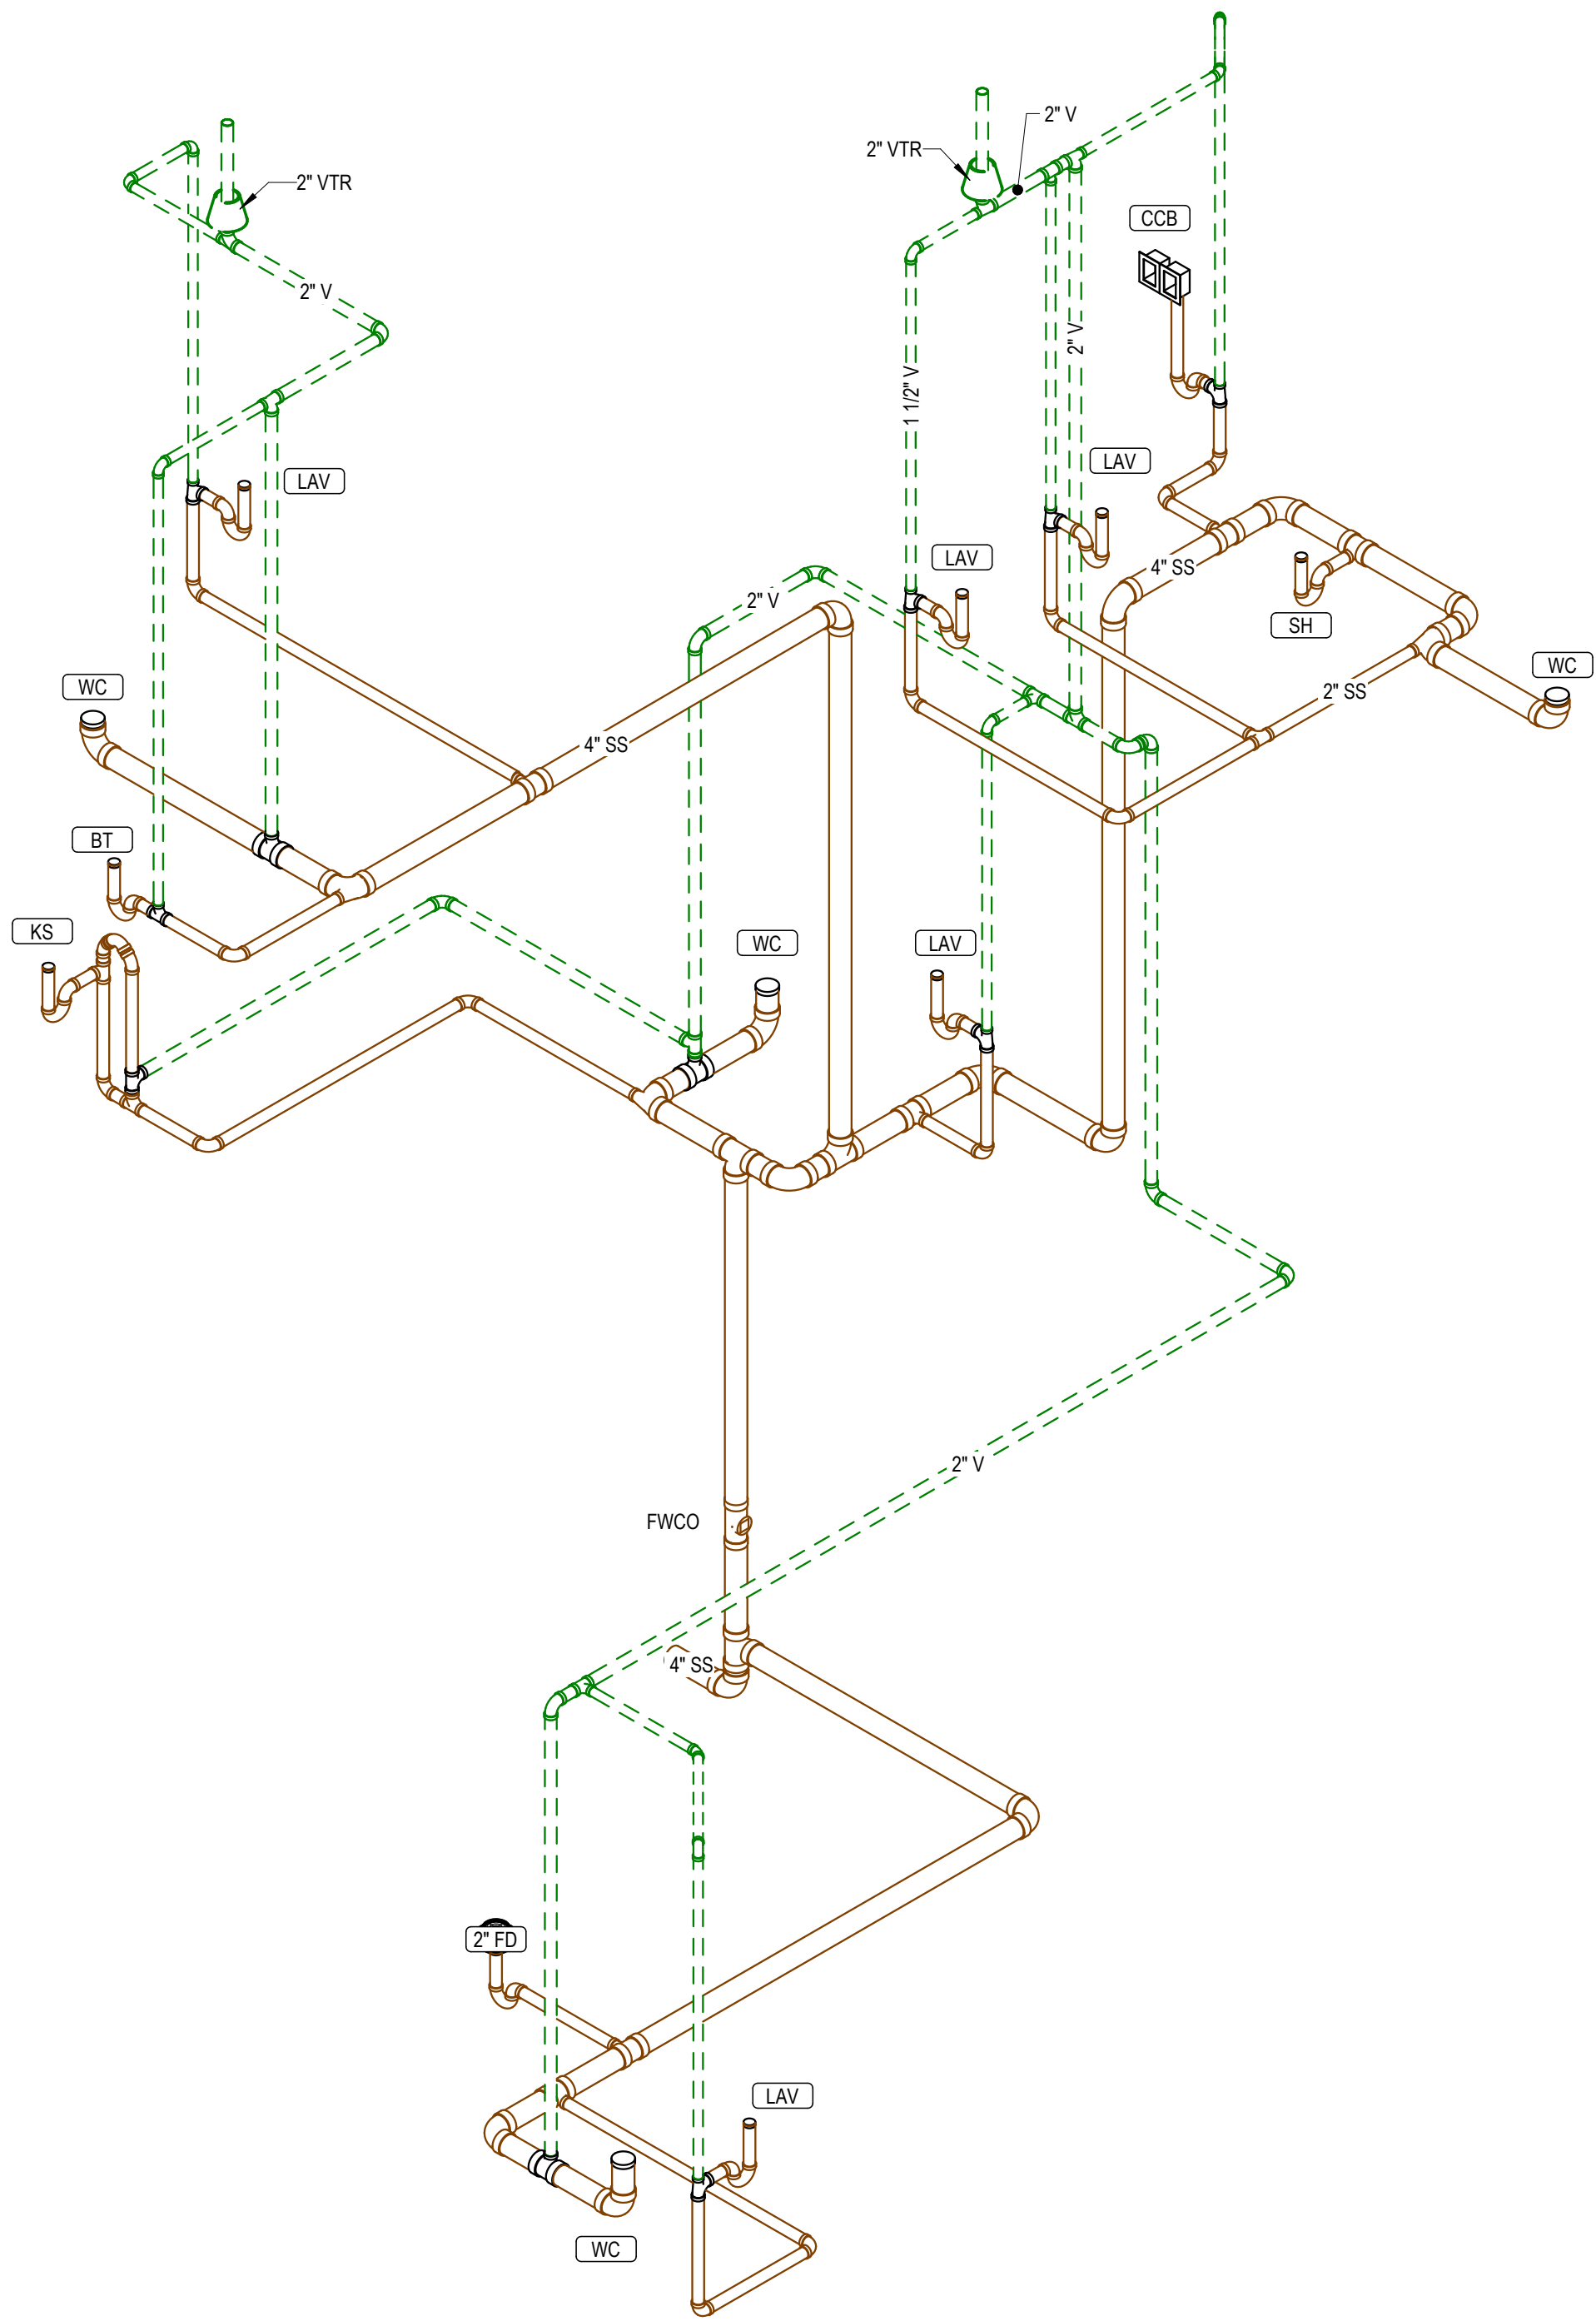 2" V
2" VTR
2" VTR
CCB
2" V
2" V
1 1/2" V
LAV
LAV
LAV
4" SS
2" V
SH
WC
WC
2" SS
4" SS
BT
KS
WC
LAV
2" V
FWCO
4" SS
2" FD
LAV
WC